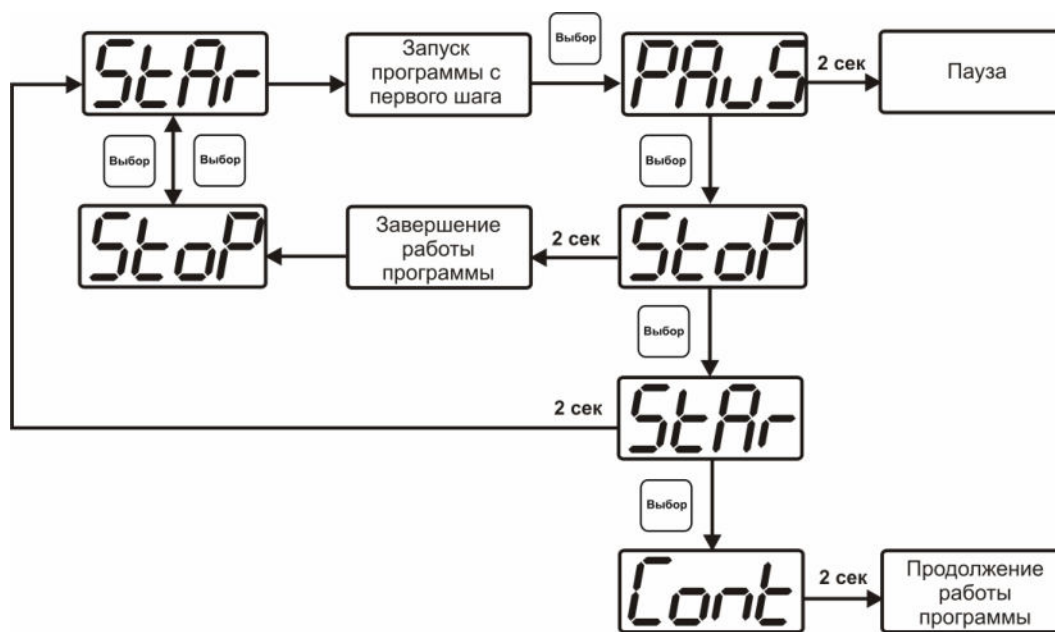 StAr
Запуск
программы с
первого шага
Выбор
PAuS
2 сек
Пауза
Выбор
Выбор
Выбор
StoP
Завершение
работы
программы
2 сек
StoP
Выбор
2 сек
StAr
Выбор
Cont
2 сек
Продолжение
работы
программы